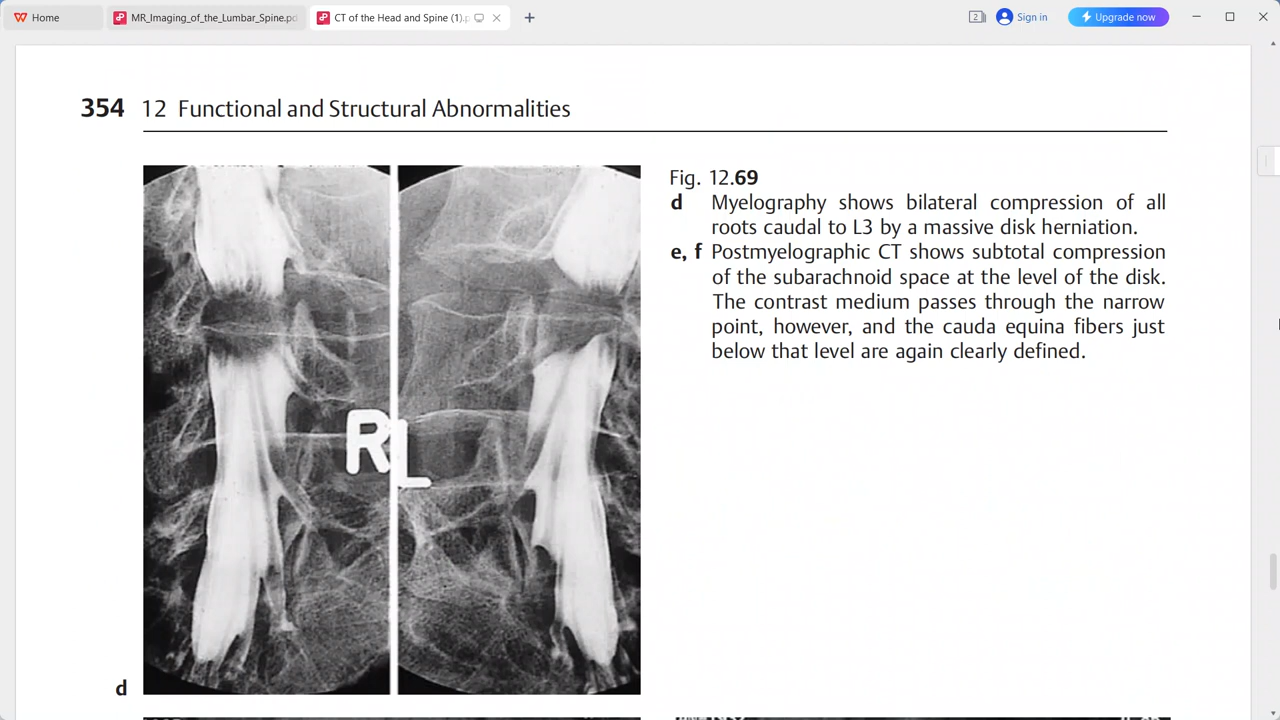 Home
MR_Imaging_of_the_Lumbar_Spine.pd
CT of the Head and Spine (1).p
2
Sign in
Upgrade now
354 12 Functional and Structural Abnormalities
Fig. 12.69
d Myelography shows bilateral compression of all
roots caudal to L3 by a massive disk herniation.
e, f Postmyelographic CT shows subtotal compression
of the subarachnoid space at the level of the disk.
The contrast medium passes through the narrow
point, however, and the cauda equina fibers just
below that level are again clearly defined.
R
L
d